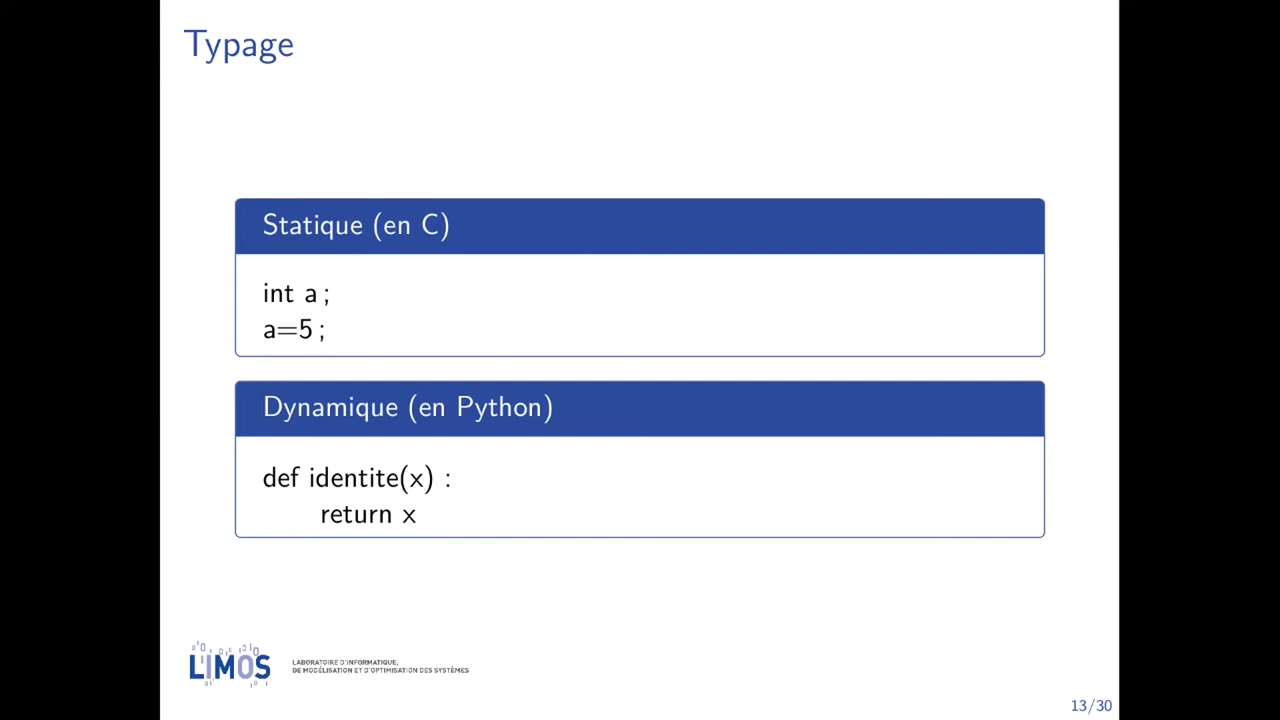 Typage
Statique (en C)
int a ;
a=5 ;
Dynamique (en Python)
def identite(x) :
return x
LIMOS
LABORATOIRE D'INFORMATIQUE,
DE MODÉLISATION ET D'OPTIMISATION DES SYSTÈMES
13/30